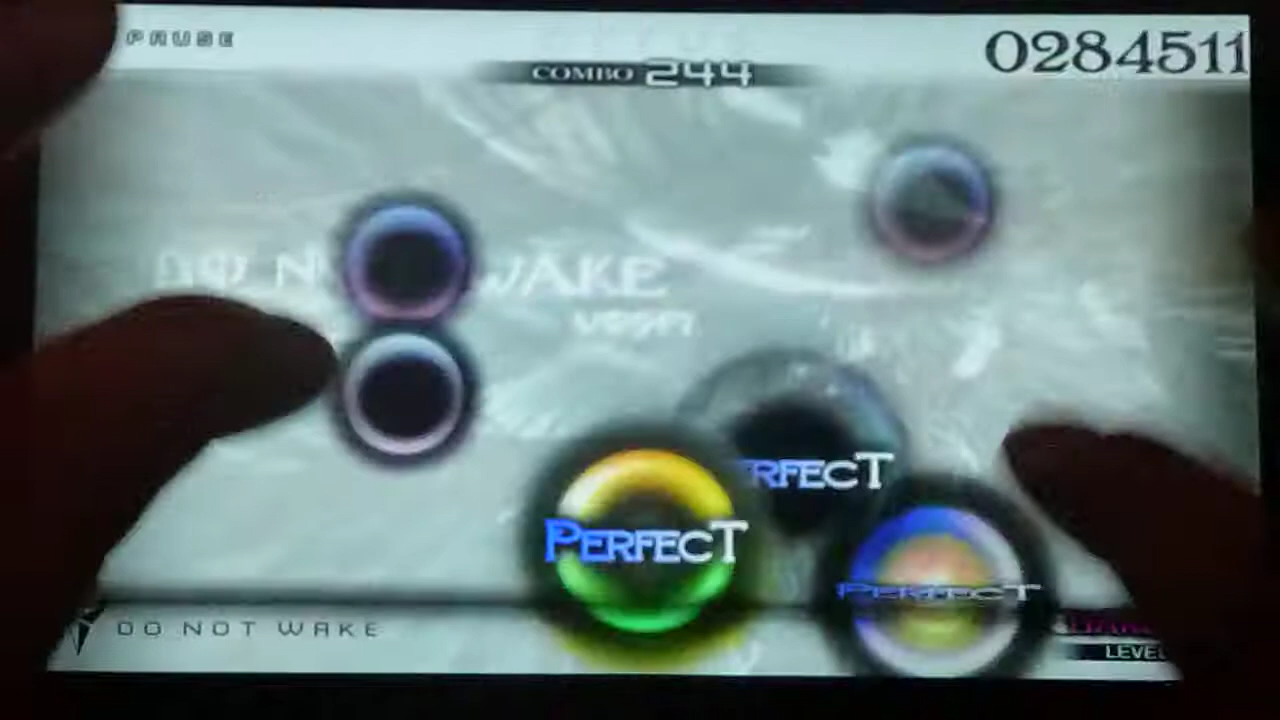 PAUSE
0284511
COMBO 244
WAKE
PERFECT
PERFECT
PERFECT
DO NOT WAKE
LEVEL